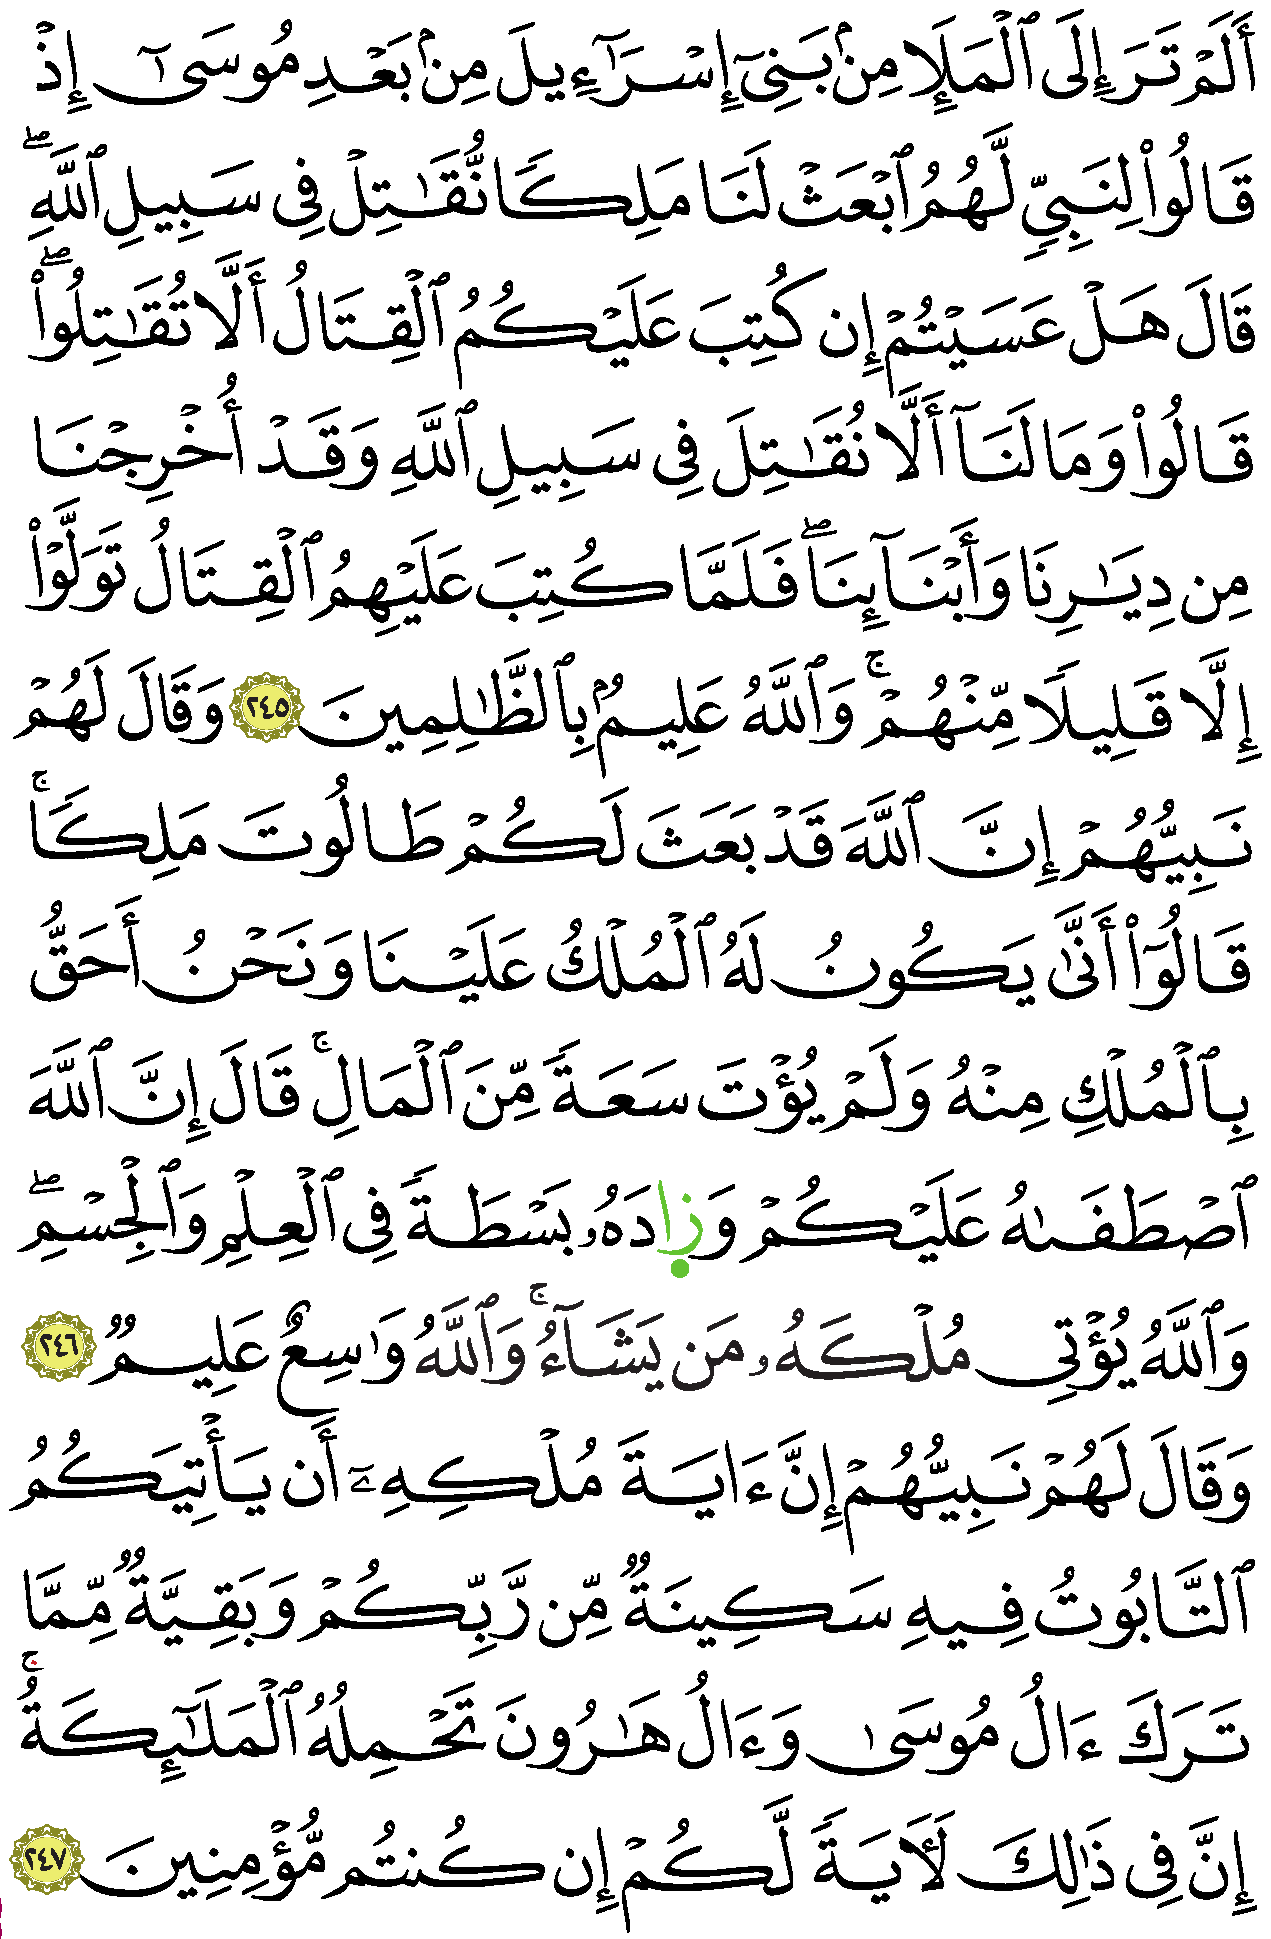 أَلَمْ تَرَ إِلَى ٱلْمَلَإِ مِنۢ بَنِىٓ إِسْرَٰٓءِيلَ مِنۢ بَعْدِ مُوسَىٰٓ إِذْ
قَالُوا۟ لِنَبِىٍّ لَّهُمُ ٱبْعَثْ لَنَا مَلِكًا نُّقَٰتِلْ فِى سَبِيلِ ٱللَّهِ ۖ
قَالَ هَلْ عَسَيْتُمْ إِن كُتِبَ عَلَيْكُمُ ٱلْقِتَالُ أَلَّا تُقَٰتِلُوا۟ ۖ
قَالُوا۟ وَمَا لَنَآ أَلَّا نُقَٰتِلَ فِى سَبِيلِ ٱللَّهِ وَقَدْ أُخْرِجْنَا
مِن دِيَٰرِنَا وَأَبْنَآئِنَا ۖ فَلَمَّا كُتِبَ عَلَيْهِمُ ٱلْقِتَالُ تَوَلَّوْا۟
إِلَّا قَلِيلًا مِّنْهُمْ ۚ وَٱللَّهُ عَلِيمٌۢ بِٱلظَّٰلِمِينَ ٢٤٥ وَقَالَ لَهُمْ
نَبِيُّهُمْ إِنَّ ٱللَّهَ قَدْ بَعَثَ لَكُمْ طَالُوتَ مَلِكًا ۚ
قَالُوٓا۟ أَنَّىٰ يَكُونُ لَهُ ٱلْمُلْكُ عَلَيْنَا وَنَحْنُ أَحَقُّ
بِٱلْمُلْكِ مِنْهُ وَلَمْ يُؤْتَ سَعَةً مِّنَ ٱلْمَالِ ۚ قَالَ إِنَّ ٱللَّهَ
ٱصْطَفَىٰهُ عَلَيْكُمْ وَزَادَهُۥ بَسْطَةً فِى ٱلْعِلْمِ وَٱلْجِسْمِ ۖ
وَٱللَّهُ يُؤْتِى مُلْكَهُۥ مَن يَشَآءُ ۚ وَٱللَّهُ وَٰسِعٌ عَلِيمٌ ٢٤٦
وَقَالَ لَهُمْ نَبِيُّهُمْ إِنَّ ءَايَةَ مُلْكِهِۦٓ أَن يَأْتِيَكُمُ
ٱلتَّابُوتُ فِيهِ سَكِينَةٌ مِّن رَّبِّكُمْ وَبَقِيَّةٌ مِّمَّا
تَرَكَ ءَالُ مُوسَىٰ وَءَالُ هَٰرُونَ تَحْمِلُهُ ٱلْمَلَٰٓئِكَةُ ۚ
إِنَّ فِى ذَٰلِكَ لَءَايَةً لَّكُمْ إِن كُنتُم مُّؤْمِنِينَ ٢٤٧